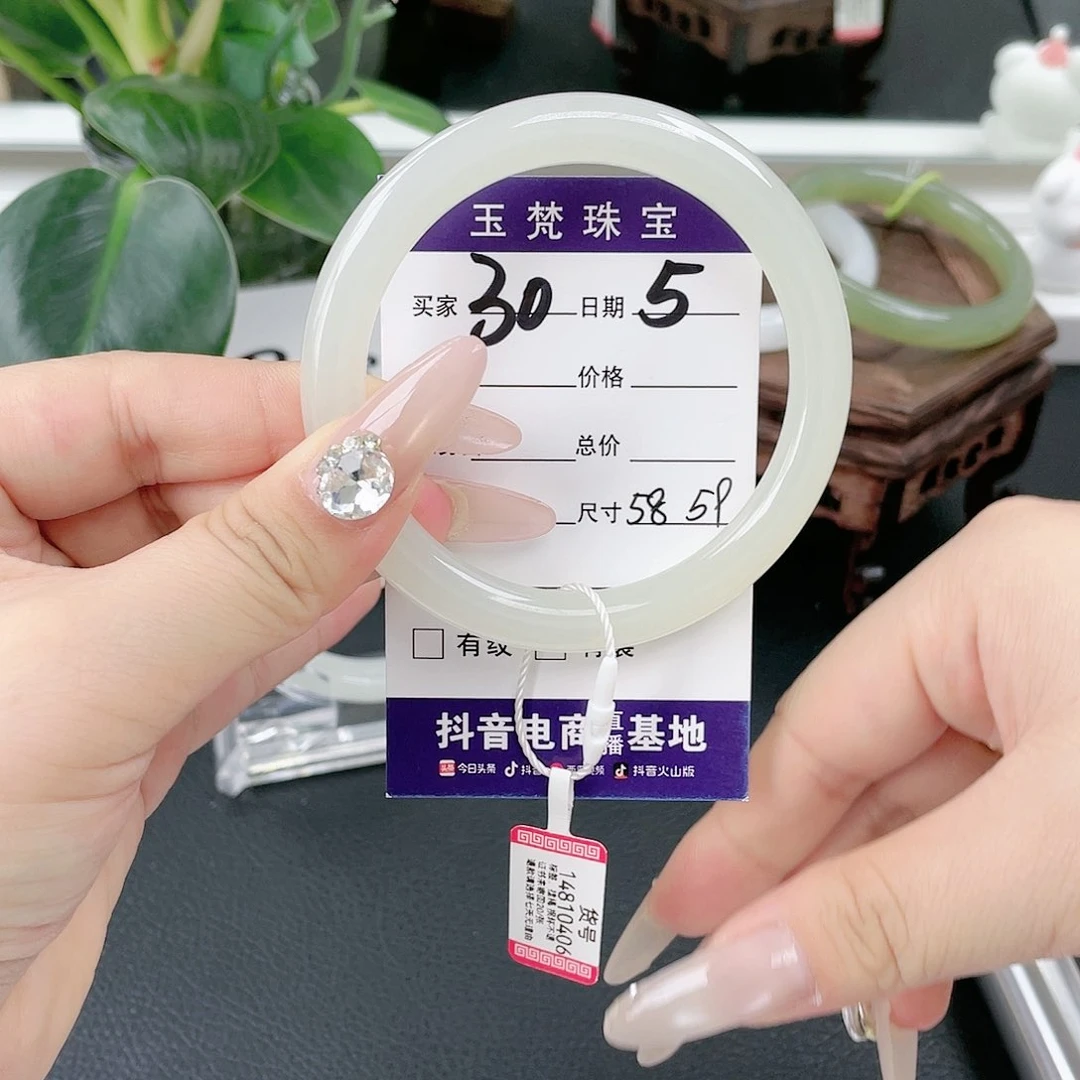 玉梵珠宝
买家 30 日期 5
价格
总价
尺寸 58 59
有纹
抖音电商直播基地
今日头条 抖音 抖音火山版
货号
14810406